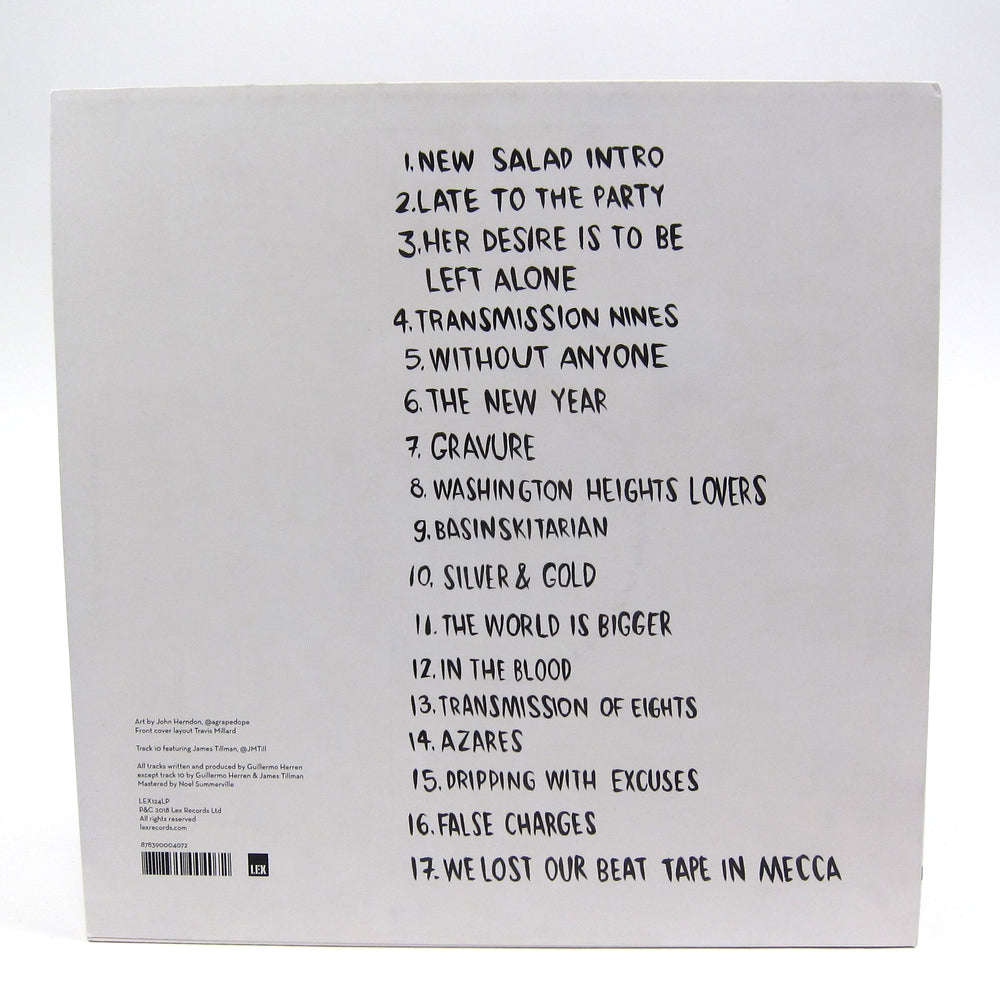 1. NEW SALAD INTRO
2. LATE TO THE PARTY
3. HER DESIRE IS TO BE
LEFT ALONE
4. TRANSMISSION NINES
5. WITHOUT ANYONE
6. THE NEW YEAR
7. GRAVURE
8. WASHINGTON HEIGHTS LOVERS
9. BASINSKITARIAN
10. SILVER & GOLD
11. THE WORLD IS BIGGER
12. IN THE BLOOD
13. TRANSMISSION OF EIGHTS
14. AZARES
15. DRIPPING WITH EXCUSES
16. FALSE CHARGES
17. WE LOST OUR BEAT TAPE IN MECCA
Art by John Herndon, @agrapedope
Front cover layout Travis Millard
Track 10 featuring James Tillman, @JMTill
All tracks written and produced by Guillermo Herren
except track 10 by Guillermo Herren & James Tillman
Mastered by Noel Summerville
LEX124LP
P&C 2018 Lex Records Ltd
All rights reserved
lexrecords.com
878390004072
LEX